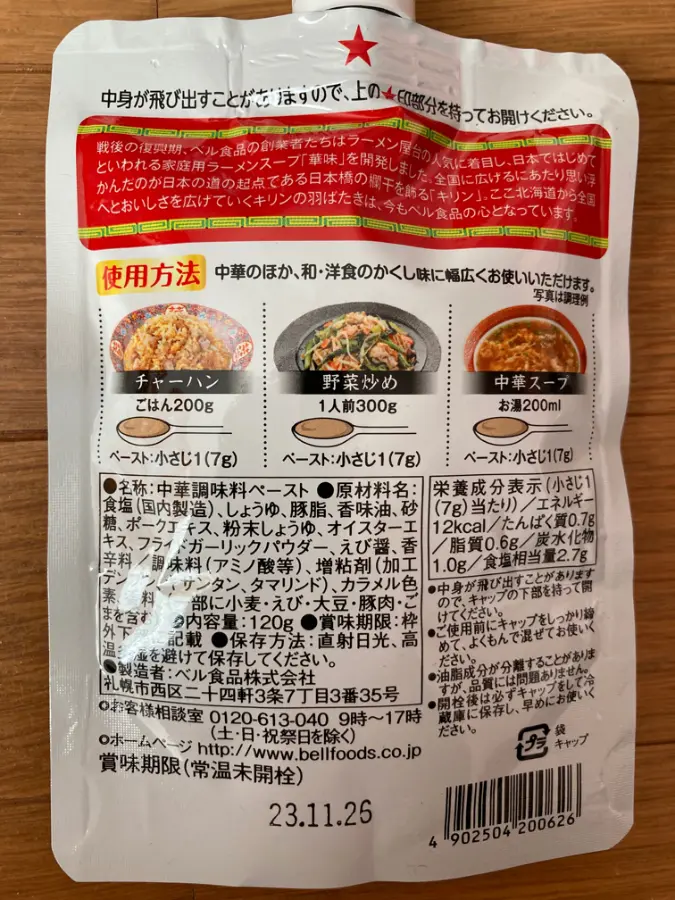 中身が飛び出すことがありますので、上の★印部分を持ってお開けください。
戦後の復興期、ベル食品の創業者たちはラーメン屋台の人気に着目し、日本ではじめて
といわれる家庭用ラーメンスープ「華味」を開発しました。全国に広げるにあたり思い浮
かんだのが日本の道の起点である日本橋の欄干を飾る「キリン」。ここ北海道から全国
へとおいしさを広げていくキリンの羽ばたきは、今もベル食品の心となっています。
使用方法 中華のほか、和・洋食のかくし味に幅広くお使いいただけます。
写真は調理例
チャーハン
ごはん200g
ペースト:小さじ1(7g)
野菜炒め
1人前300g
ペースト:小さじ1(7g)
中華スープ
お湯200ml
ペースト:小さじ1(7g)
●名称:中華調味料ペースト ●原材料名:
食塩(国内製造)、しょうゆ、豚脂、香味油、砂
糖、ポークエキス、粉末しょうゆ、オイスターエ
キス、フライドガーリックパウダー、えび醤、香
辛料/調味料(アミノ酸等)、増粘剤(加工
デンプン、キサンタン、タマリンド)、カラメル色
素、料 部に小麦・えび・大豆・豚肉・ご
まを含む 内容量:120g ●賞味期限:枠
外下 記載 ●保存方法:直射日光、高
温 湿を避けて保存してください。
●製造者:ベル食品株式会社
札幌市西区二十四軒3条7丁目3番35号
栄養成分表示(小さじ1
(7g)当たり)/エネルギー
12kcal/たんぱく質0.7g
/脂質0.6g/炭水化物
1.0g/食塩相当量2.7g
●中身が飛び出すことがあります
ので、キャップの下部を持って開
けてください。
●ご使用前にキャップをしっかり締
めて、よくもんで混ぜてお使いく
ださい。
●油脂成分が分離することがありま
すが、品質には問題ありません。
●開栓後は必ずキャップをして冷
蔵庫に保存し、早めにお使いく
ださい。
◎お客様相談室 0120-613-040 9時〜17時
(土・日・祝祭日を除く)
◎ホームページ http://www.bellfoods.co.jp
プラ
袋
キャップ
賞味期限(常温未開栓)
23.11.26
4 902504 200626